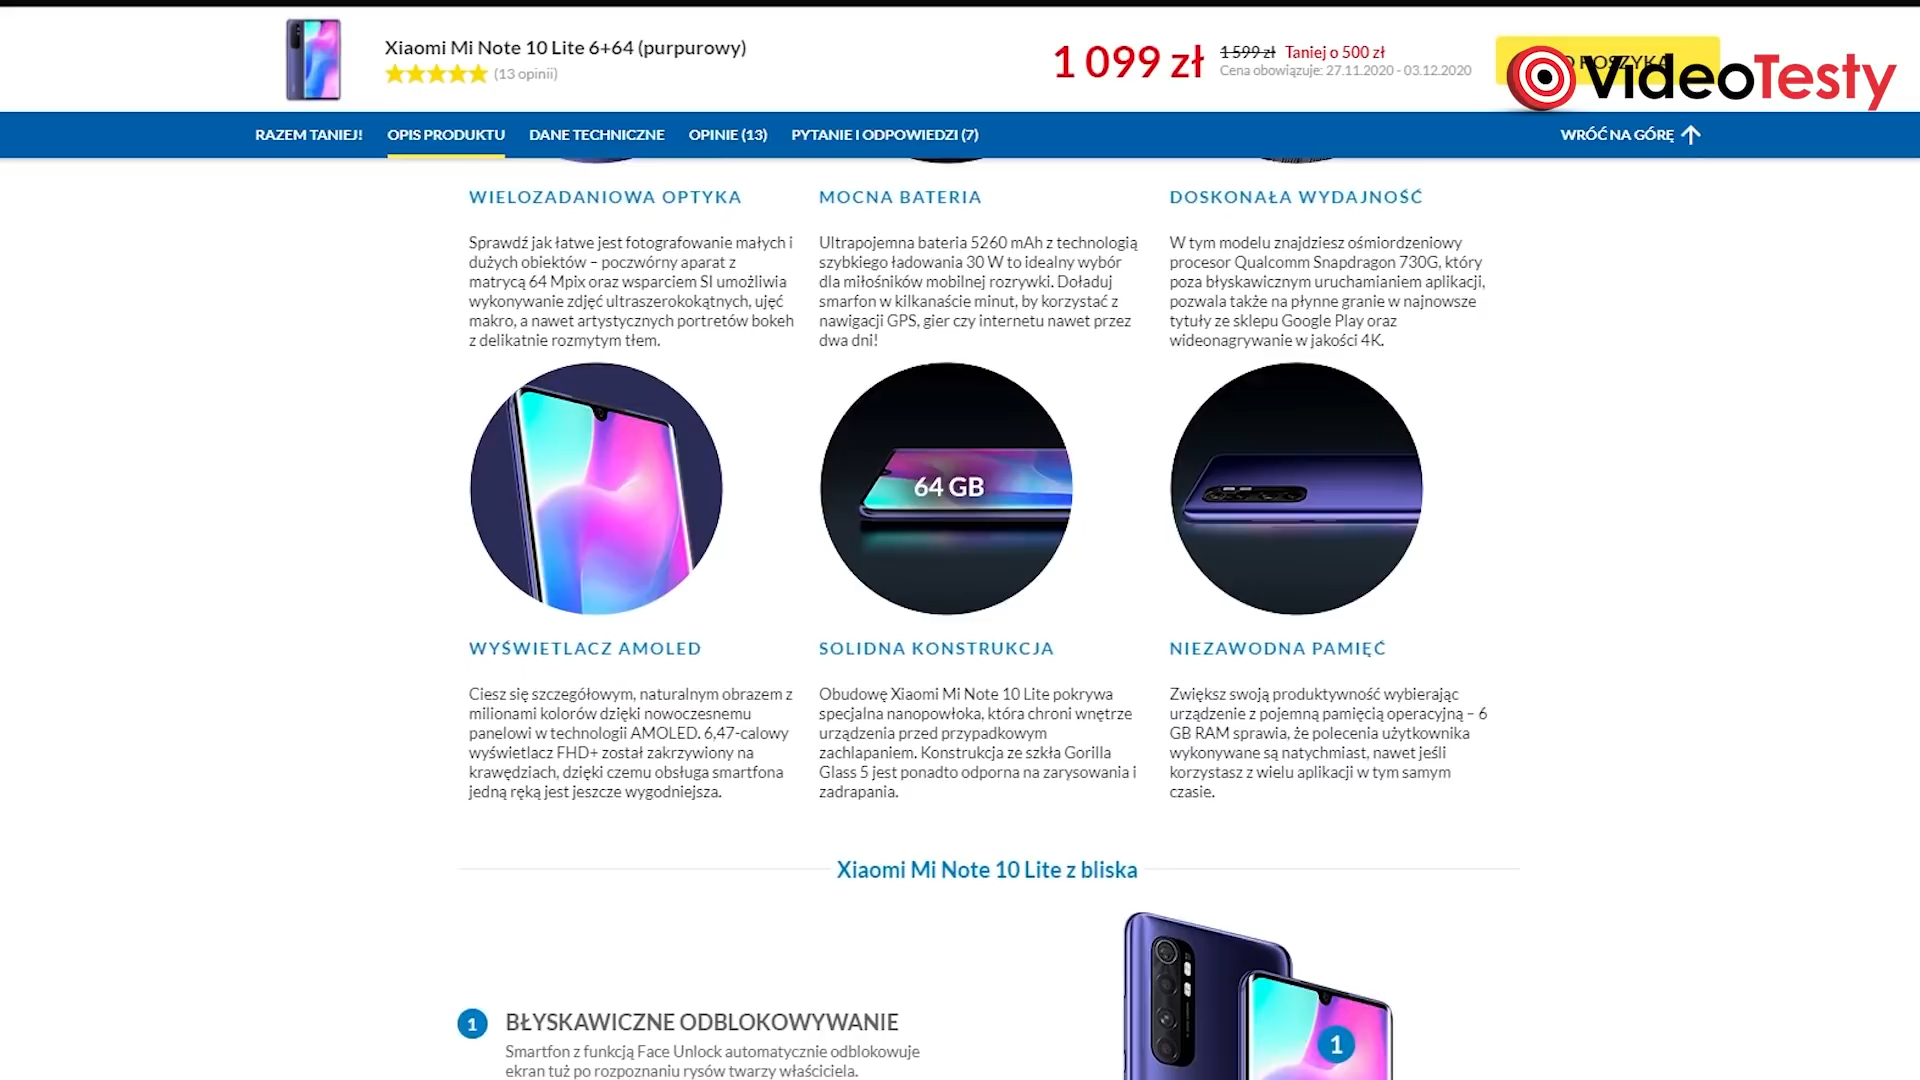 Xiaomi Mi Note 10 Lite 6+64 (purpurowy)
(13 opinii)
1 099 zł
1 599 zł Taniej o 500 zł
Cena obowiązuje: 27.11.2020 - 03.12.2020
VideoTesty
RAZEM TANIEJ! OPIS PRODUKTU DANE TECHNICZNE OPINIE (13) PYTANIE I ODPOWIEDZI (7) WRÓĆ NA GÓRĘ
WIELOZADANIOWA OPTYKA
Sprawdź jak łatwe jest fotografowanie małych i
dużych obiektów – poczwórny aparat z
matrycą 64 Mpix oraz wsparciem SI umożliwia
wykonywanie zdjęć ultraszerokokątnych, ujęć
makro, a nawet artystycznych portretów bokeh
z delikatnie rozmytym tłem.
MOCNA BATERIA
Ultrapojemna bateria 5260 mAh z technologią
szybkiego ładowania 30 W to idealny wybór
dla miłośników mobilnej rozrywki. Doładuj
smarfon w kilkanaście minut, by korzystać z
nawigacji GPS, gier czy internetu nawet przez
dwa dni!
DOSKONAŁA WYDAJNOŚĆ
W tym modelu znajdziesz ośmiordzeniowy
procesor Qualcomm Snapdragon 730G, który
poza błyskawicznym uruchamianiem aplikacji,
pozwala także na płynne granie w najnowsze
tytuły ze sklepu Google Play oraz
wideonagrywanie w jakości 4K.
64 GB
WYŚWIETLACZ AMOLED
Ciesz się szczegółowym, naturalnym obrazem z
milionami kolorów dzięki nowoczesnemu
panelowi w technologii AMOLED. 6,47-calowy
wyświetlacz FHD+ został zakrzywiony na
krawędziach, dzięki czemu obsługa smartfona
jedną ręką jest jeszcze wygodniejsza.
SOLIDNA KONSTRUKCJA
Obudowę Xiaomi Mi Note 10 Lite pokrywa
specjalna nanopowłoka, która chroni wnętrze
urządzenia przed przypadkowym
zachlapaniem. Konstrukcja ze szkła Gorilla
Glass 5 jest ponadto odporna na zarysowania i
zadrapania.
NIEZAWODNA PAMIĘĆ
Zwiększ swoją produktywność wybierając
urządzenie z pojemną pamięcią operacyjną – 6
GB RAM sprawia, że polecenia użytkownika
wykonywane są natychmiast, nawet jeśli
korzystasz z wielu aplikacji w tym samym
czasie.
Xiaomi Mi Note 10 Lite z bliska
1 BŁYSKAWICZNE ODBLOKOWYWANIE
Smartfon z funkcją Face Unlock automatycznie odblokowuje
ekran tuż po rozpoznaniu rysów twarzy właściciela.
1